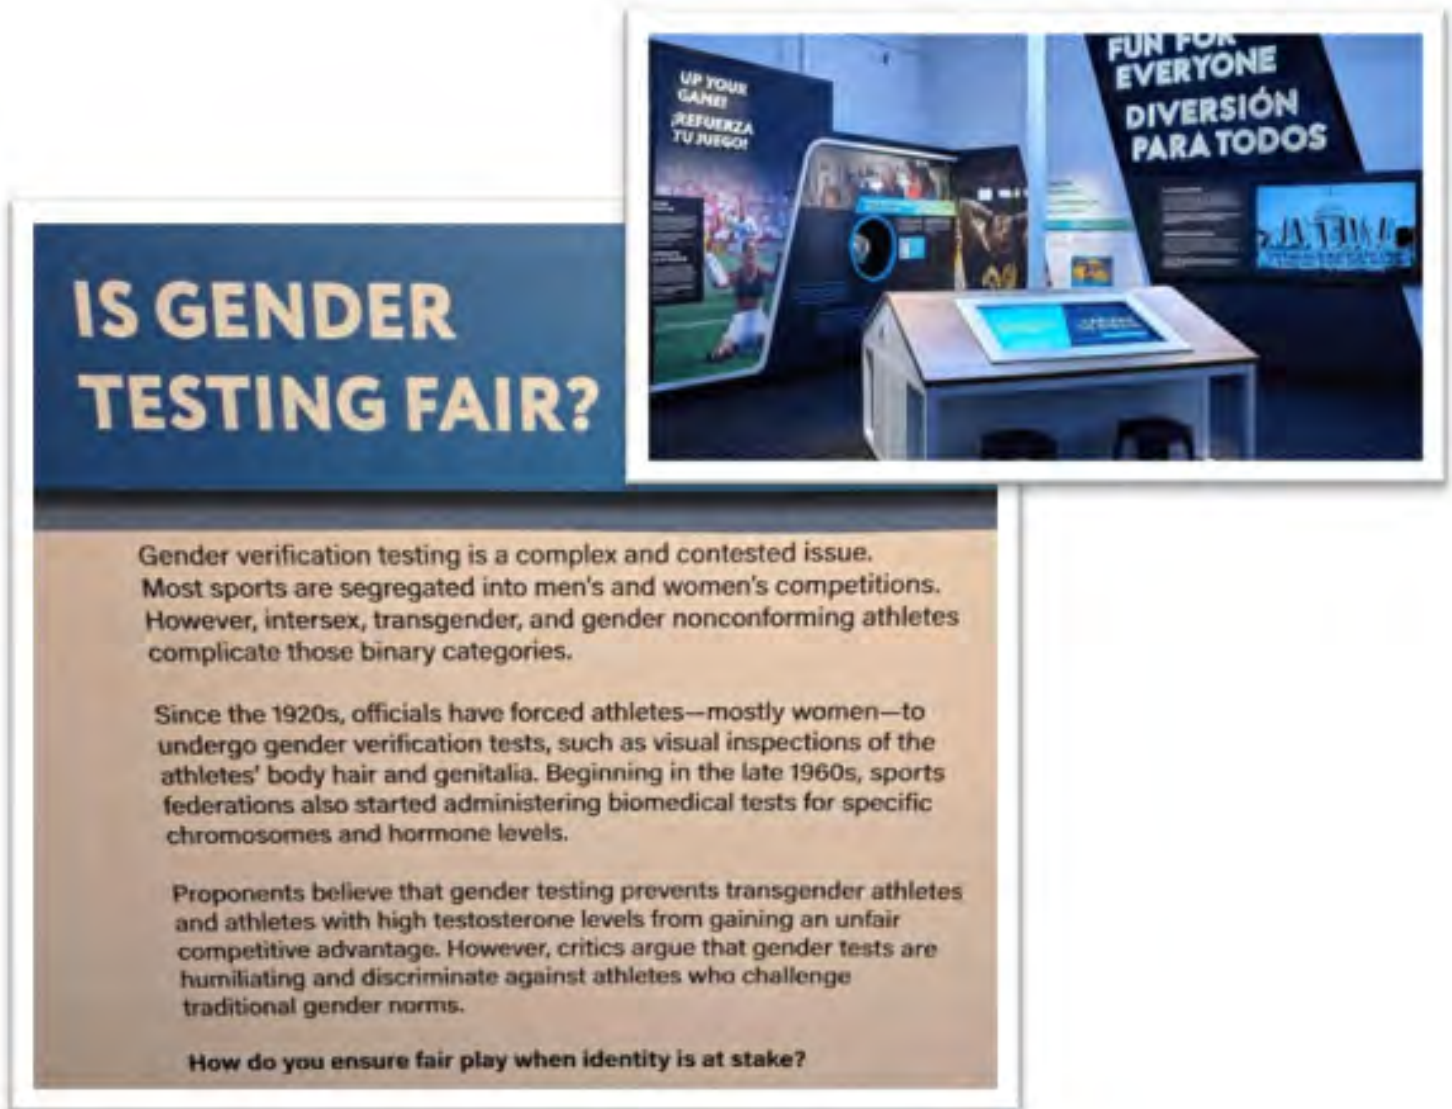 IS GENDER
TESTING FAIR?
Gender verification testing is a complex and contested issue.
Most sports are segregated into men's and women's competitions.
However, intersex, transgender, and gender nonconforming athletes
complicate those binary categories.
Since the 1920s, officials have forced athletes—mostly women—to
undergo gender verification tests, such as visual inspections of the
athletes' body hair and genitalia. Beginning in the late 1960s, sports
federations also started administering biomedical tests for specific
chromosomes and hormone levels.
Proponents believe that gender testing prevents transgender athletes
and athletes with high testosterone levels from gaining an unfair
competitive advantage. However, critics argue that gender tests are
humiliating and discriminate against athletes who challenge
traditional gender norms.
How do you ensure fair play when identity is at stake?
UP YOUR
GAME!
¡REFUERZA
TU JUEGO!
FUN FOR
EVERYONE
DIVERSIÓN
PARA TODOS